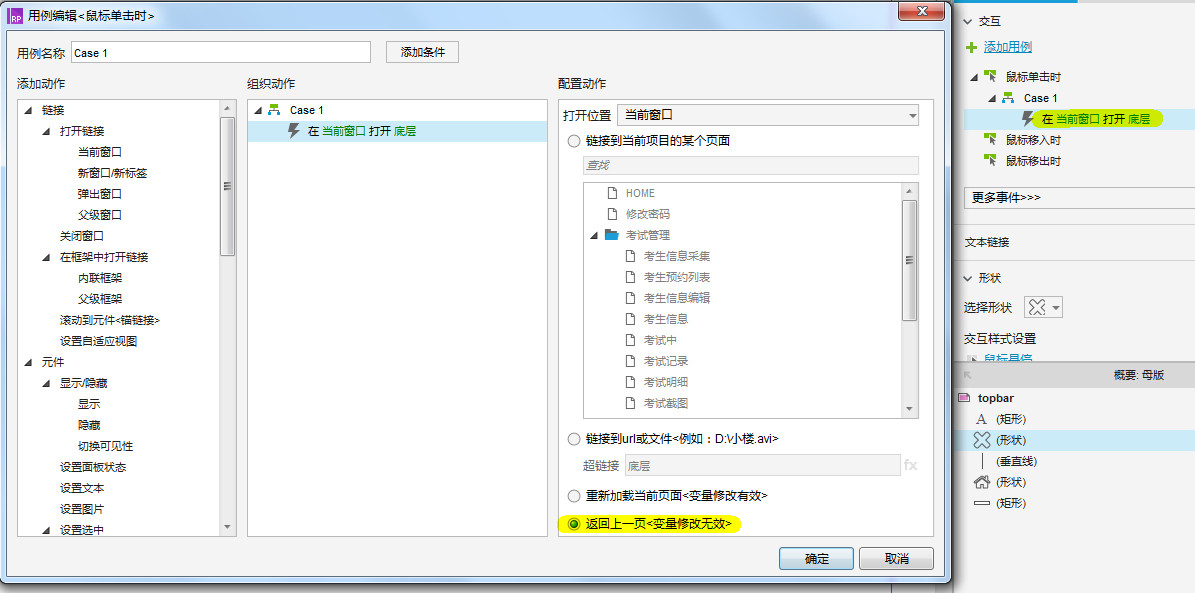 RP 用例编辑<鼠标单击时>
用例名称 Case 1 添加条件
添加动作
链接
打开链接
当前窗口
新窗口/新标签
弹出窗口
父级窗口
关闭窗口
在框架中打开链接
内联框架
父级框架
滚动到元件<锚链接>
设置自适应视图
元件
显示/隐藏
显示
隐藏
切换可见性
设置面板状态
设置文本
设置图片
设置选中
组织动作
Case 1
在 当前窗口 打开 底层
配置动作
打开位置 当前窗口
链接到当前项目的某个页面
查找
HOME
修改密码
考试管理
考生信息采集
考生预约列表
考生信息编辑
考生信息
考试中
考试记录
考试明细
考试截图
链接到url或文件<例如：D:\小楼.avi>
超链接 底层 fx
重新加载当前页面<变量修改有效>
返回上一页<变量修改无效>
确定 取消
交互
添加用例
鼠标单击时
Case 1
在 当前窗口 打开 底层
鼠标移入时
鼠标移出时
更多事件>>>
文本链接
形状
选择形状
交互样式设置
鼠标悬停
概要: 母版
topbar
A (矩形)
(形状)
(垂直线)
(形状)
(矩形)